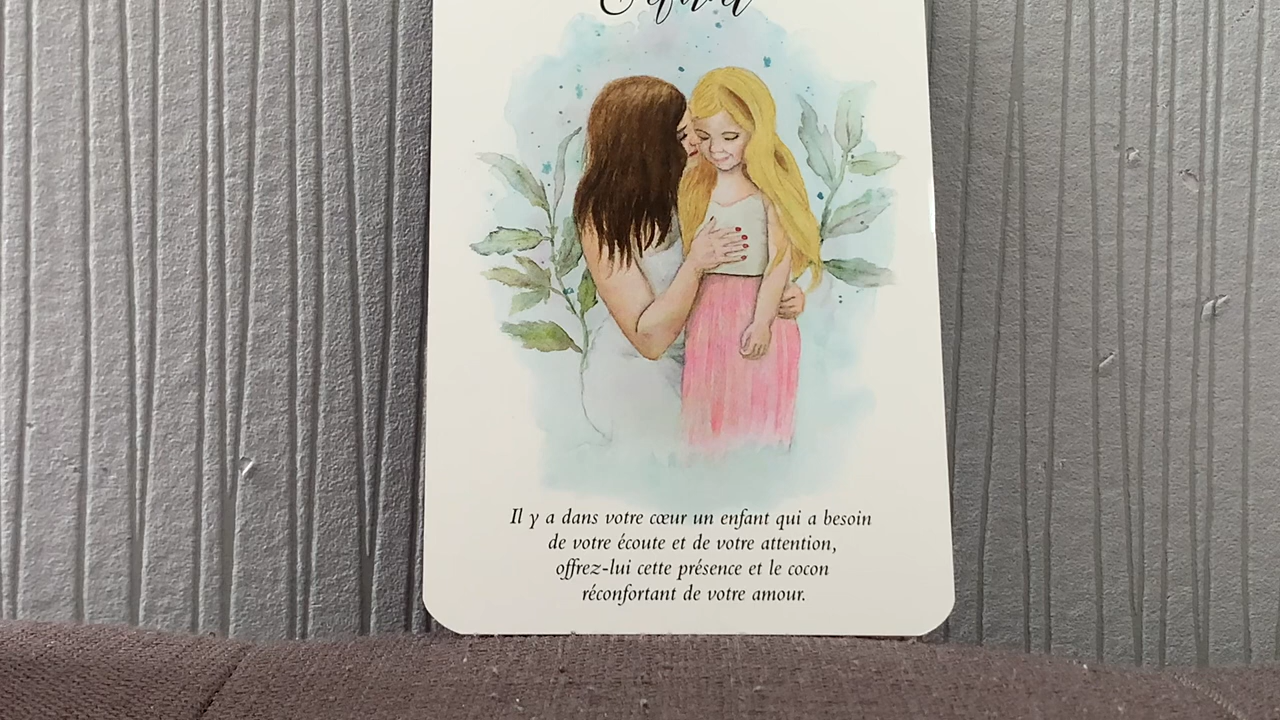 Il y a dans votre cœur un enfant qui a besoin
de votre écoute et de votre attention,
offrez-lui cette présence et le cocon
réconfortant de votre amour.